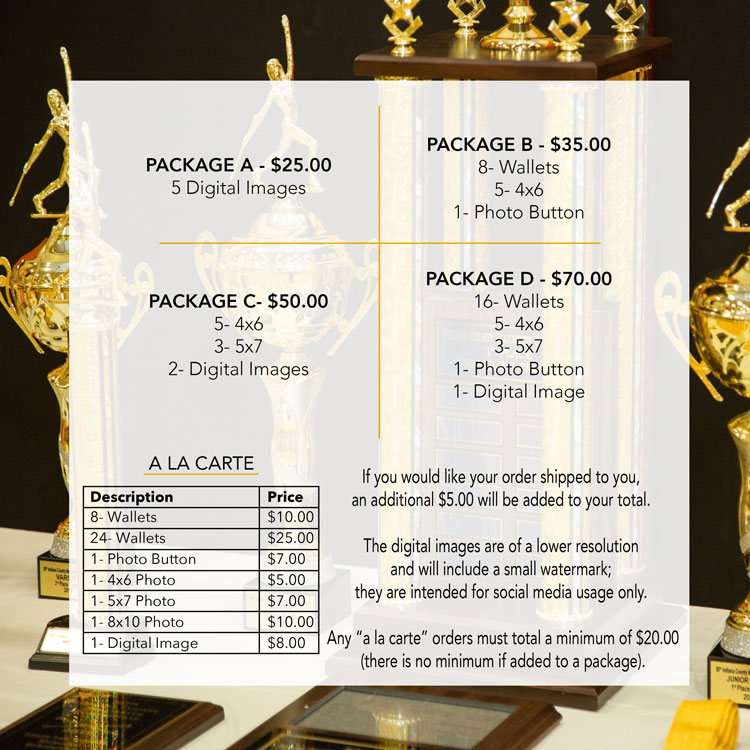 PACKAGE A - $25.00
5 Digital Images
PACKAGE B - $35.00
8- Wallets
5- 4x6
1- Photo Button
PACKAGE C- $50.00
5- 4x6
3- 5x7
2- Digital Images
PACKAGE D - $70.00
16- Wallets
5- 4x6
3- 5x7
1- Photo Button
1- Digital Image
A LA CARTE
Description Price
8- Wallets $10.00
24- Wallets $25.00
1- Photo Button $7.00
1- 4x6 Photo $5.00
1- 5x7 Photo $7.00
1- 8x10 Photo $10.00
1- Digital Image $8.00
If you would like your order shipped to you,
an additional $5.00 will be added to your total.
The digital images are of a lower resolution
and will include a small watermark;
they are intended for social media usage only.
Any “a la carte” orders must total a minimum of $20.00
(there is no minimum if added to a package).